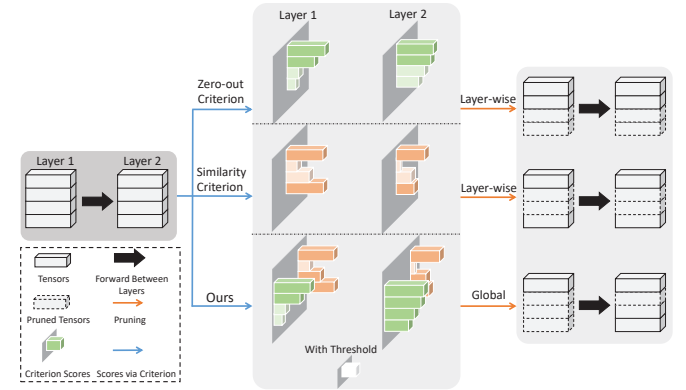 Layer 1
Layer 2
Zero-out
Criterion
Layer-wise
Layer 1
Layer 2
Similarity
Criterion
Layer-wise
Ours
Global
With Threshold
Tensors
Forward Between
Layers
Pruned Tensors
Pruning
Criterion Scores
Scores via Criterion